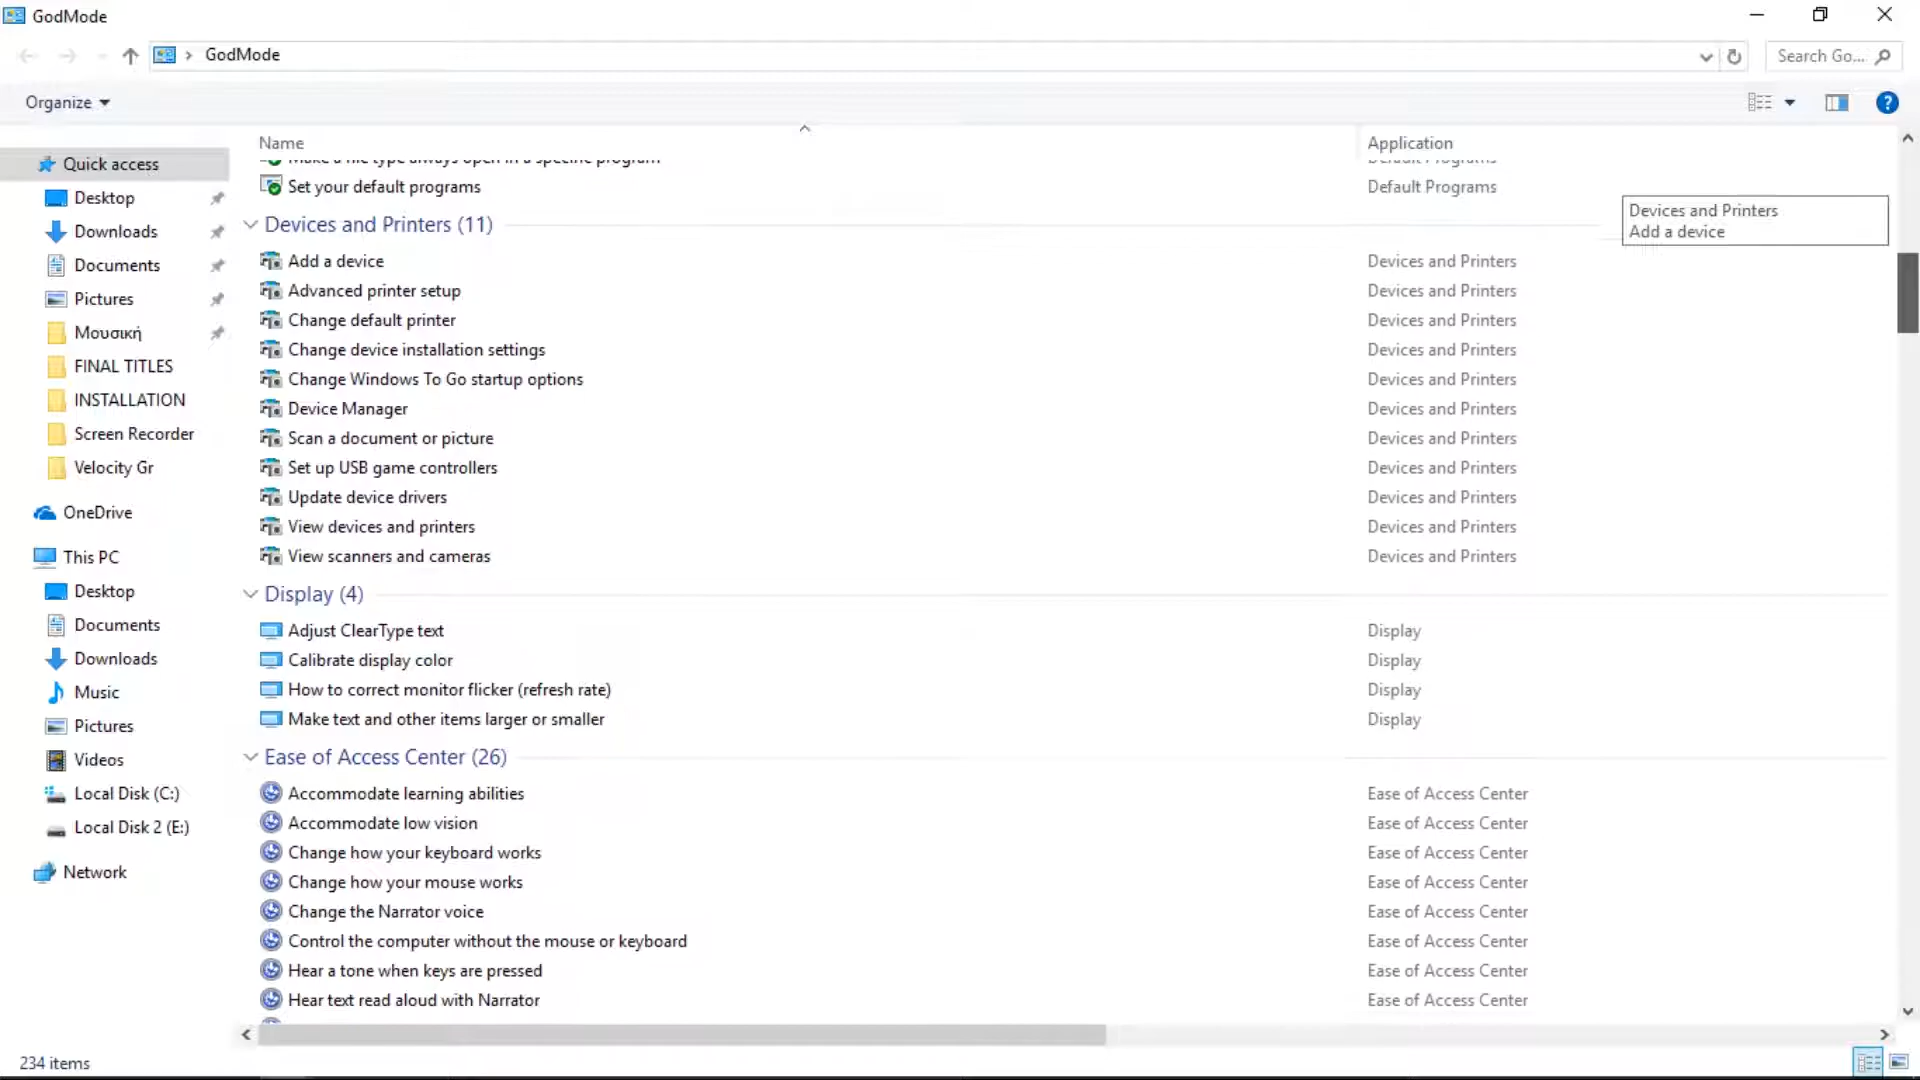 GodMode
GodMode
Search Go...
Organize
Name
Application
Quick access
Desktop
Downloads
Documents
Pictures
Μουσική
FINAL TITLES
INSTALLATION
Screen Recorder
Velocity Gr
OneDrive
This PC
Desktop
Documents
Downloads
Music
Pictures
Videos
Local Disk (C:)
Local Disk 2 (E:)
Network
Make a file type always open in a specific program Default Programs
Set your default programs Default Programs
Devices and Printers (11)
Devices and Printers
Add a device
Add a device Devices and Printers
Advanced printer setup Devices and Printers
Change default printer Devices and Printers
Change device installation settings Devices and Printers
Change Windows To Go startup options Devices and Printers
Device Manager Devices and Printers
Scan a document or picture Devices and Printers
Set up USB game controllers Devices and Printers
Update device drivers Devices and Printers
View devices and printers Devices and Printers
View scanners and cameras Devices and Printers
Display (4)
Adjust ClearType text Display
Calibrate display color Display
How to correct monitor flicker (refresh rate) Display
Make text and other items larger or smaller Display
Ease of Access Center (26)
Accommodate learning abilities Ease of Access Center
Accommodate low vision Ease of Access Center
Change how your keyboard works Ease of Access Center
Change how your mouse works Ease of Access Center
Change the Narrator voice Ease of Access Center
Control the computer without the mouse or keyboard Ease of Access Center
Hear a tone when keys are pressed Ease of Access Center
Hear text read aloud with Narrator Ease of Access Center
234 items